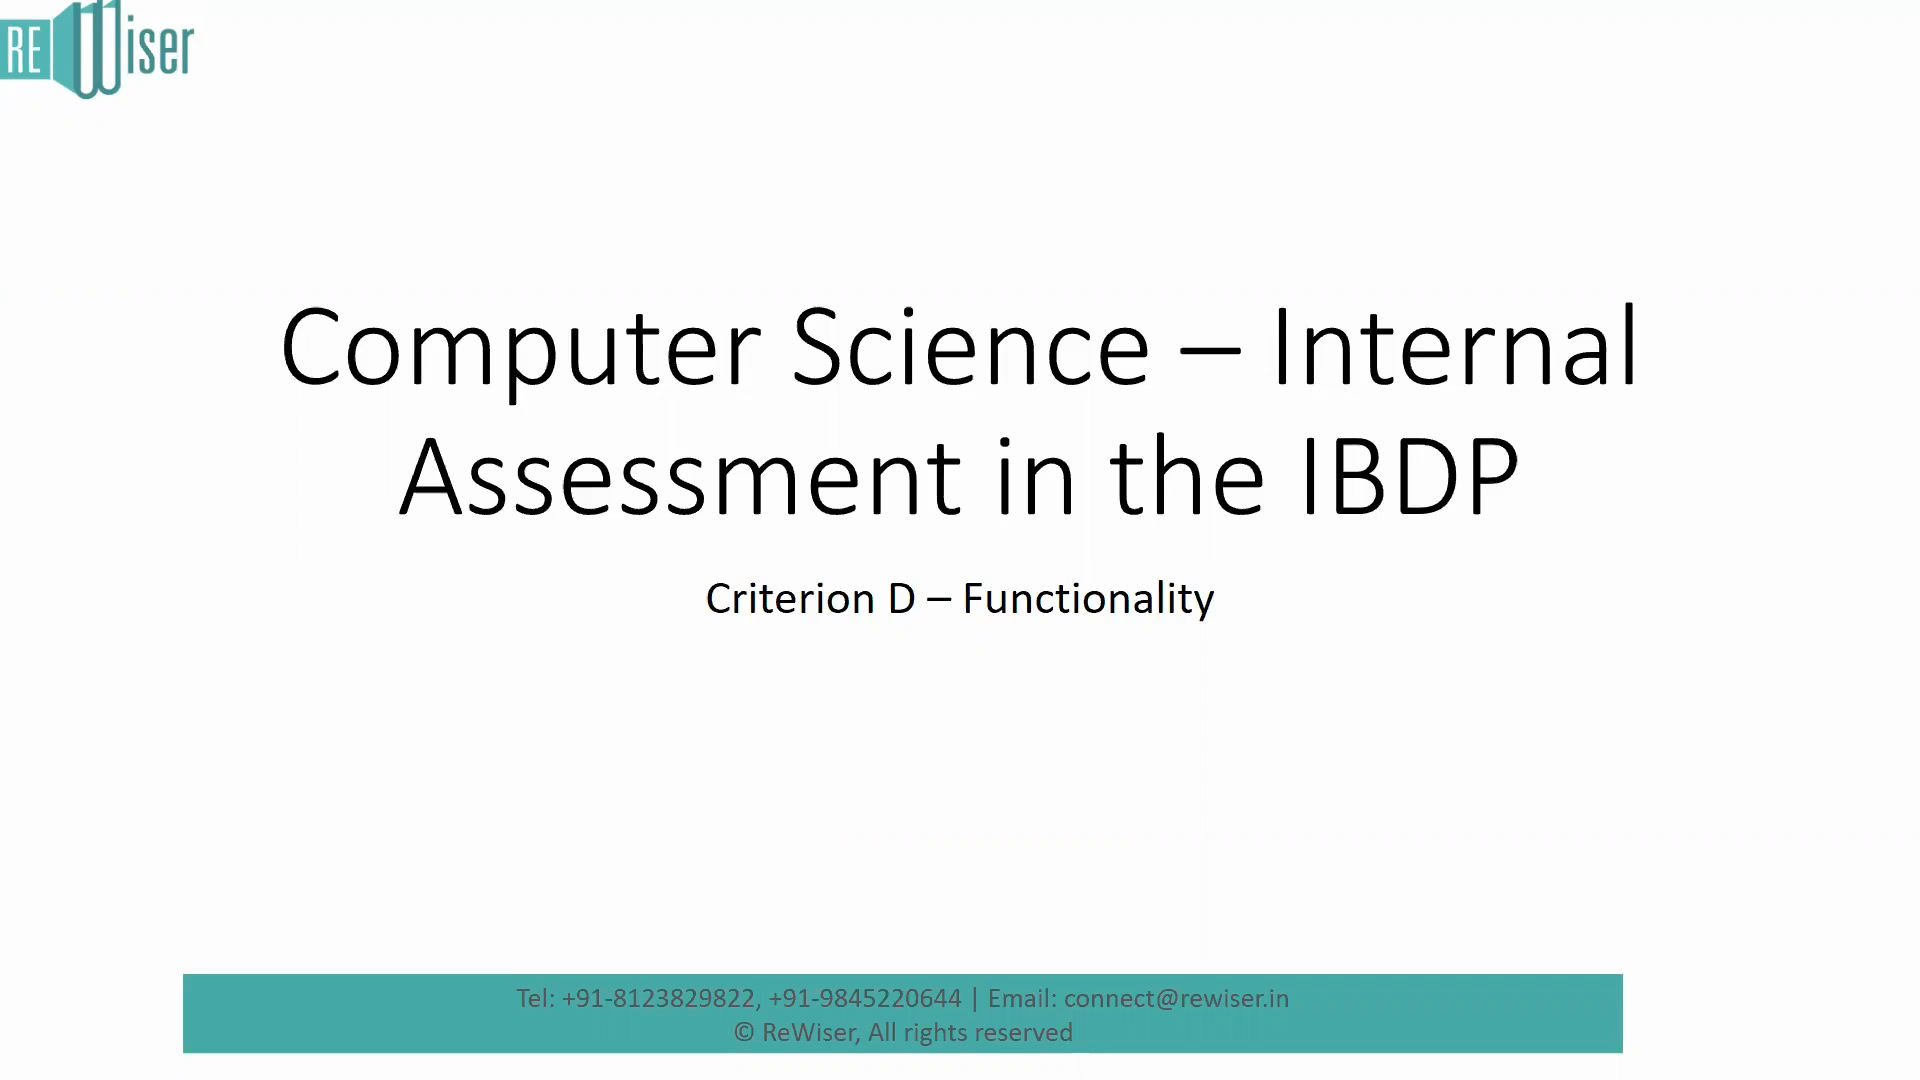 REWiser
Computer Science – Internal
Assessment in the IBDP
Criterion D – Functionality
Tel: +91-8123829822, +91-9845220644 | Email: connect@rewiser.in
© ReWiser, All rights reserved